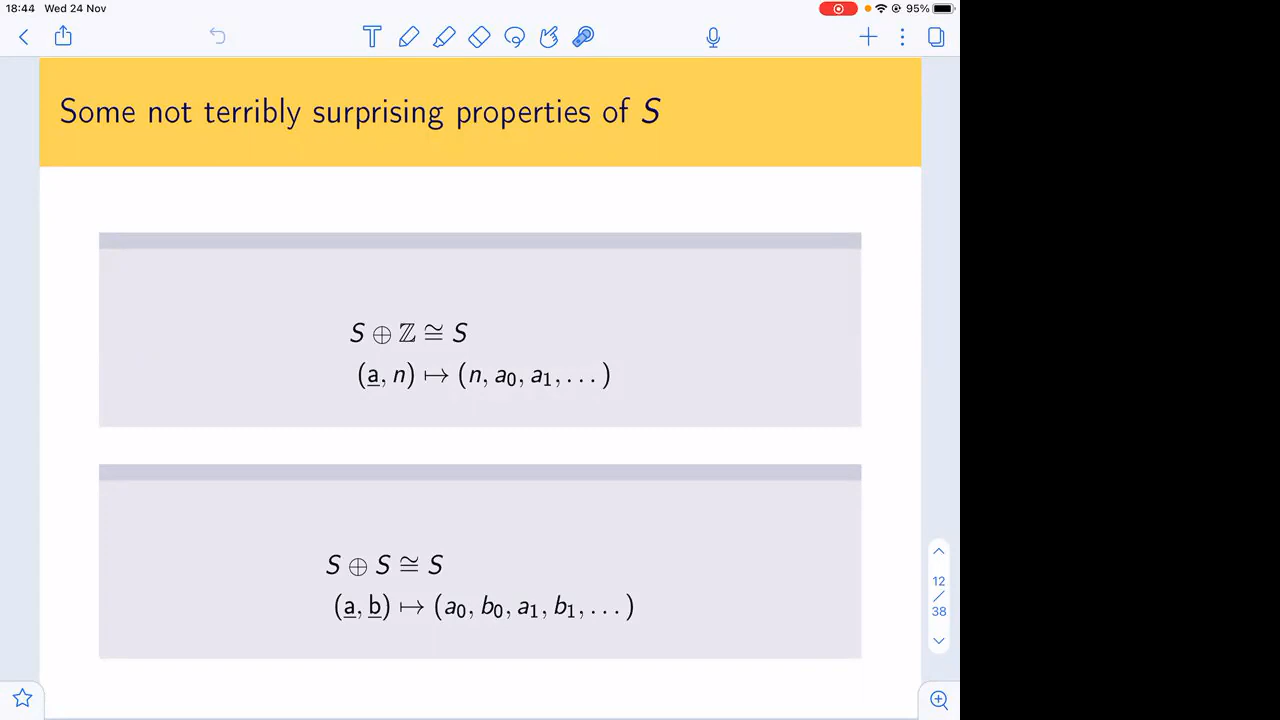 18:44 Wed 24 Nov
95%
Some not terribly surprising properties of S
S ⊕ ℤ ≅ S
(a̲, n) ↦ (n, a₀, a₁, . . . )
S ⊕ S ≅ S
(a̲, b̲) ↦ (a₀, b₀, a₁, b₁, . . . )
12
/
38